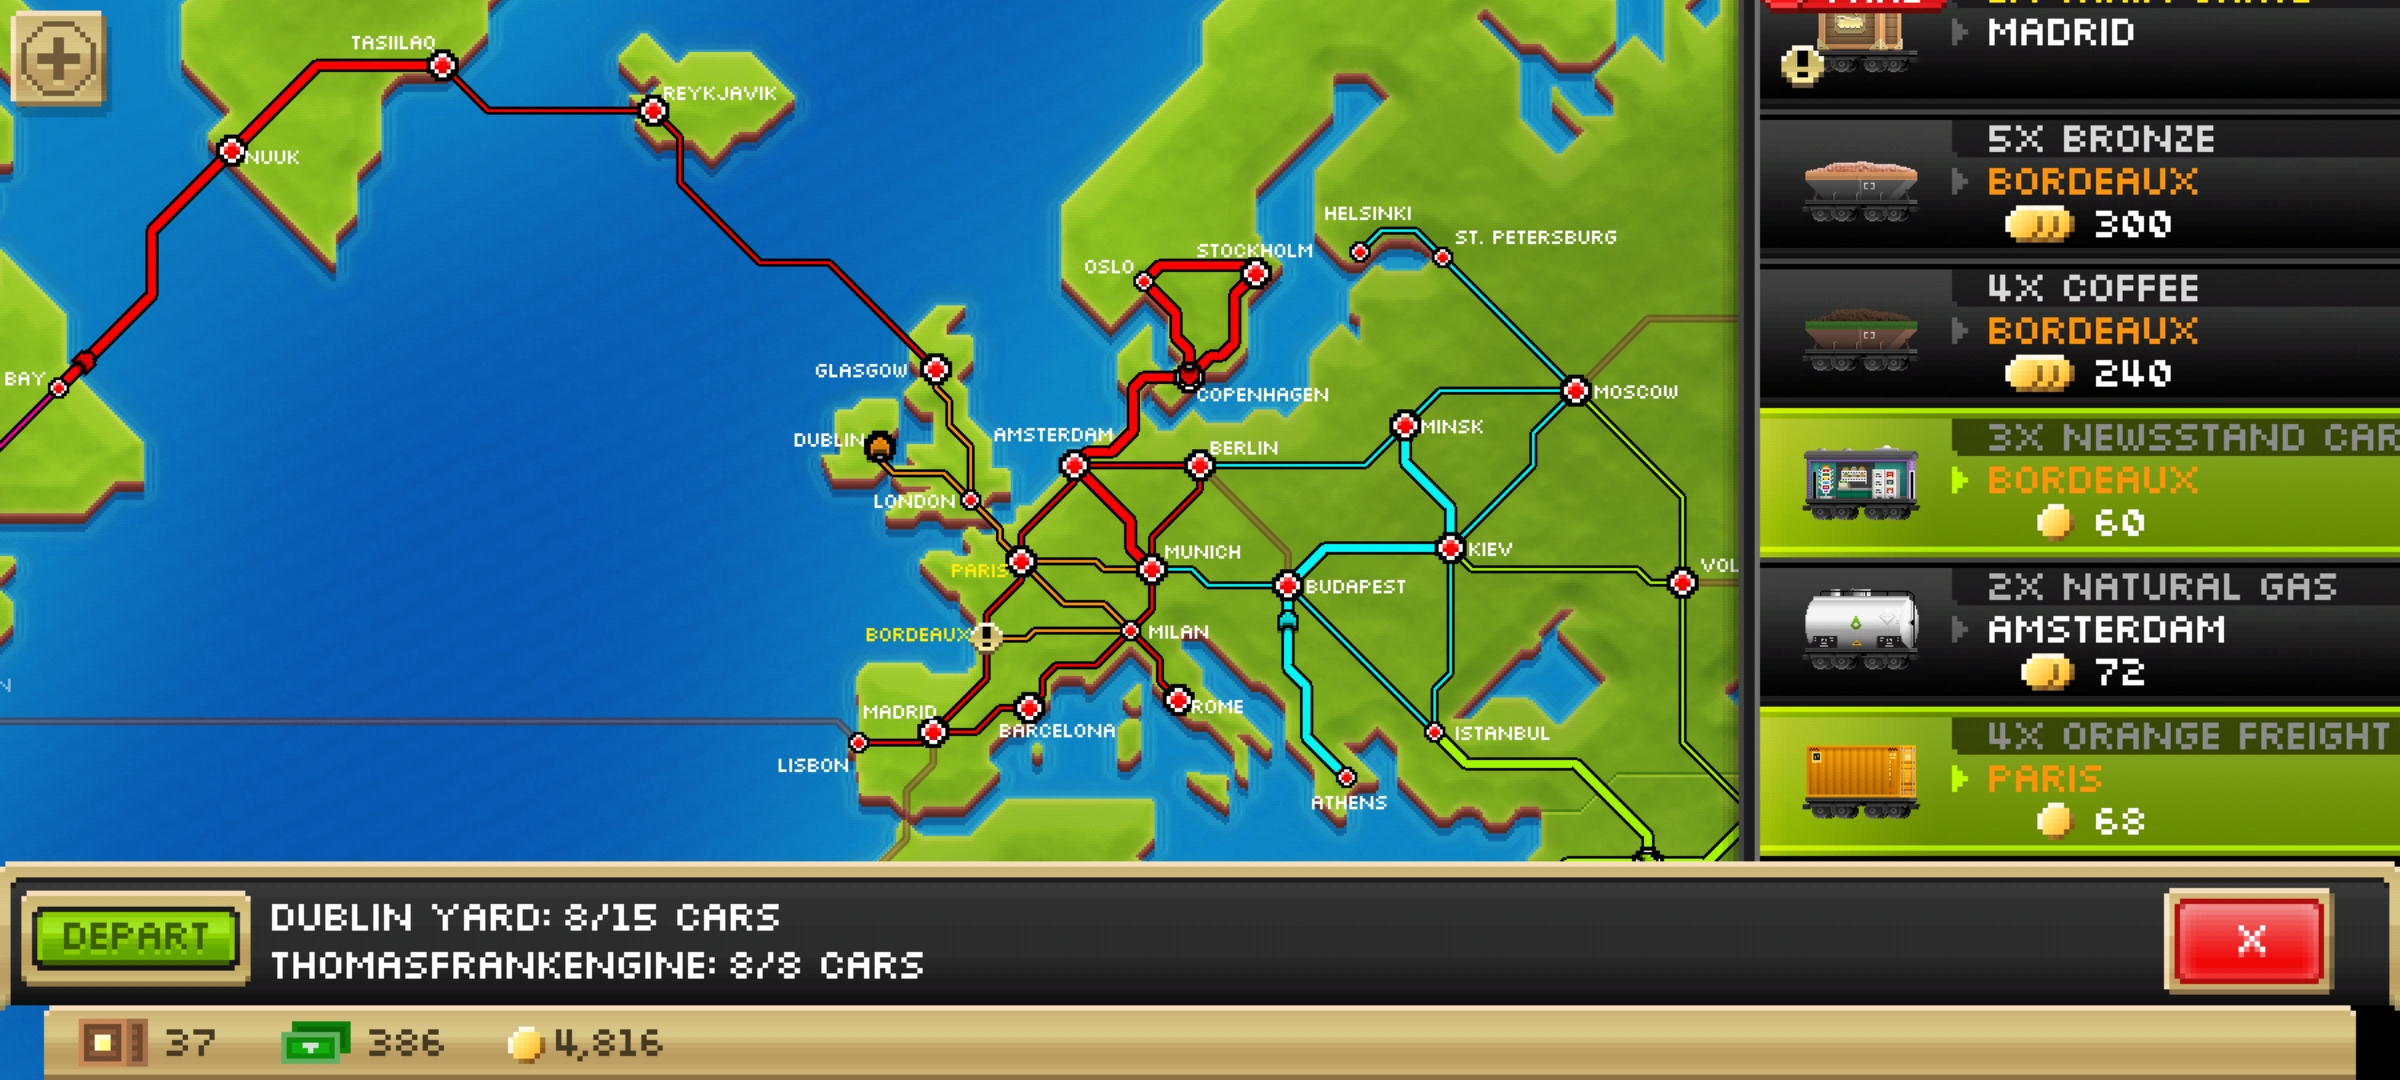 MADRID
5X BRONZE
BORDEAUX
300
4X COFFEE
BORDEAUX
240
3X NEWSSTAND CAR
BORDEAUX
60
2X NATURAL GAS
AMSTERDAM
72
4X ORANGE FREIGHT
PARIS
68
TASIILAQ
REYKJAVIK
NUUK
HELSINKI
ST. PETERSBURG
STOCKHOLM
OSLO
BAY
GLASGOW
COPENHAGEN
MOSCOW
MINSK
DUBLIN
AMSTERDAM
BERLIN
LONDON
MUNICH
KIEV
PARIS
BUDAPEST
VOL
BORDEAUX
MILAN
N
MADRID
ROME
BARCELONA
ISTANBUL
LISBON
ATHENS
DEPART
DUBLIN YARD: 8/15 CARS
THOMASFRANKENGINE: 8/8 CARS
X
37
386
4,816